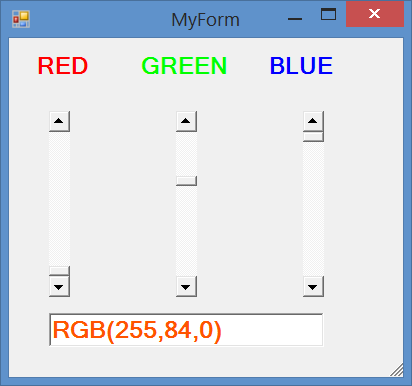 MyForm
RED GREEN BLUE
RGB(255,84,0)